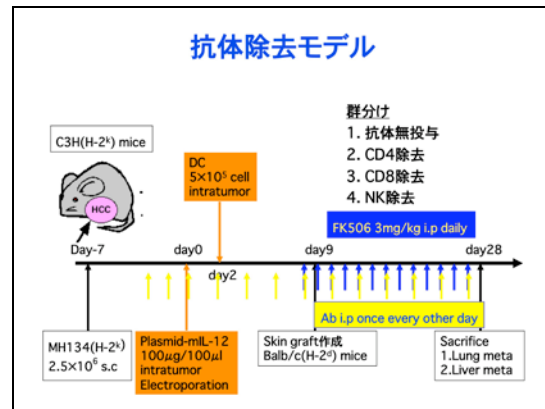 抗体除去モデル
群分け
1. 抗体無投与
2. CD4除去
3. CD8除去
4. NK除去
C3H(H-2ᵏ) mice
HCC
DC
5×10⁵ cell
intratumor
FK506 3mg/kg i.p daily
Day-7
day0
day2
day9
day28
Ab i.p once every other day
MH134(H-2ᵏ)
2.5×10⁶ s.c
Plasmid-mIL-12
100μg/100μl
intratumor
Electroporation
Skin graft作成
Balb/c(H-2ᵈ) mice
Sacrifice
1.Lung meta
2.Liver meta